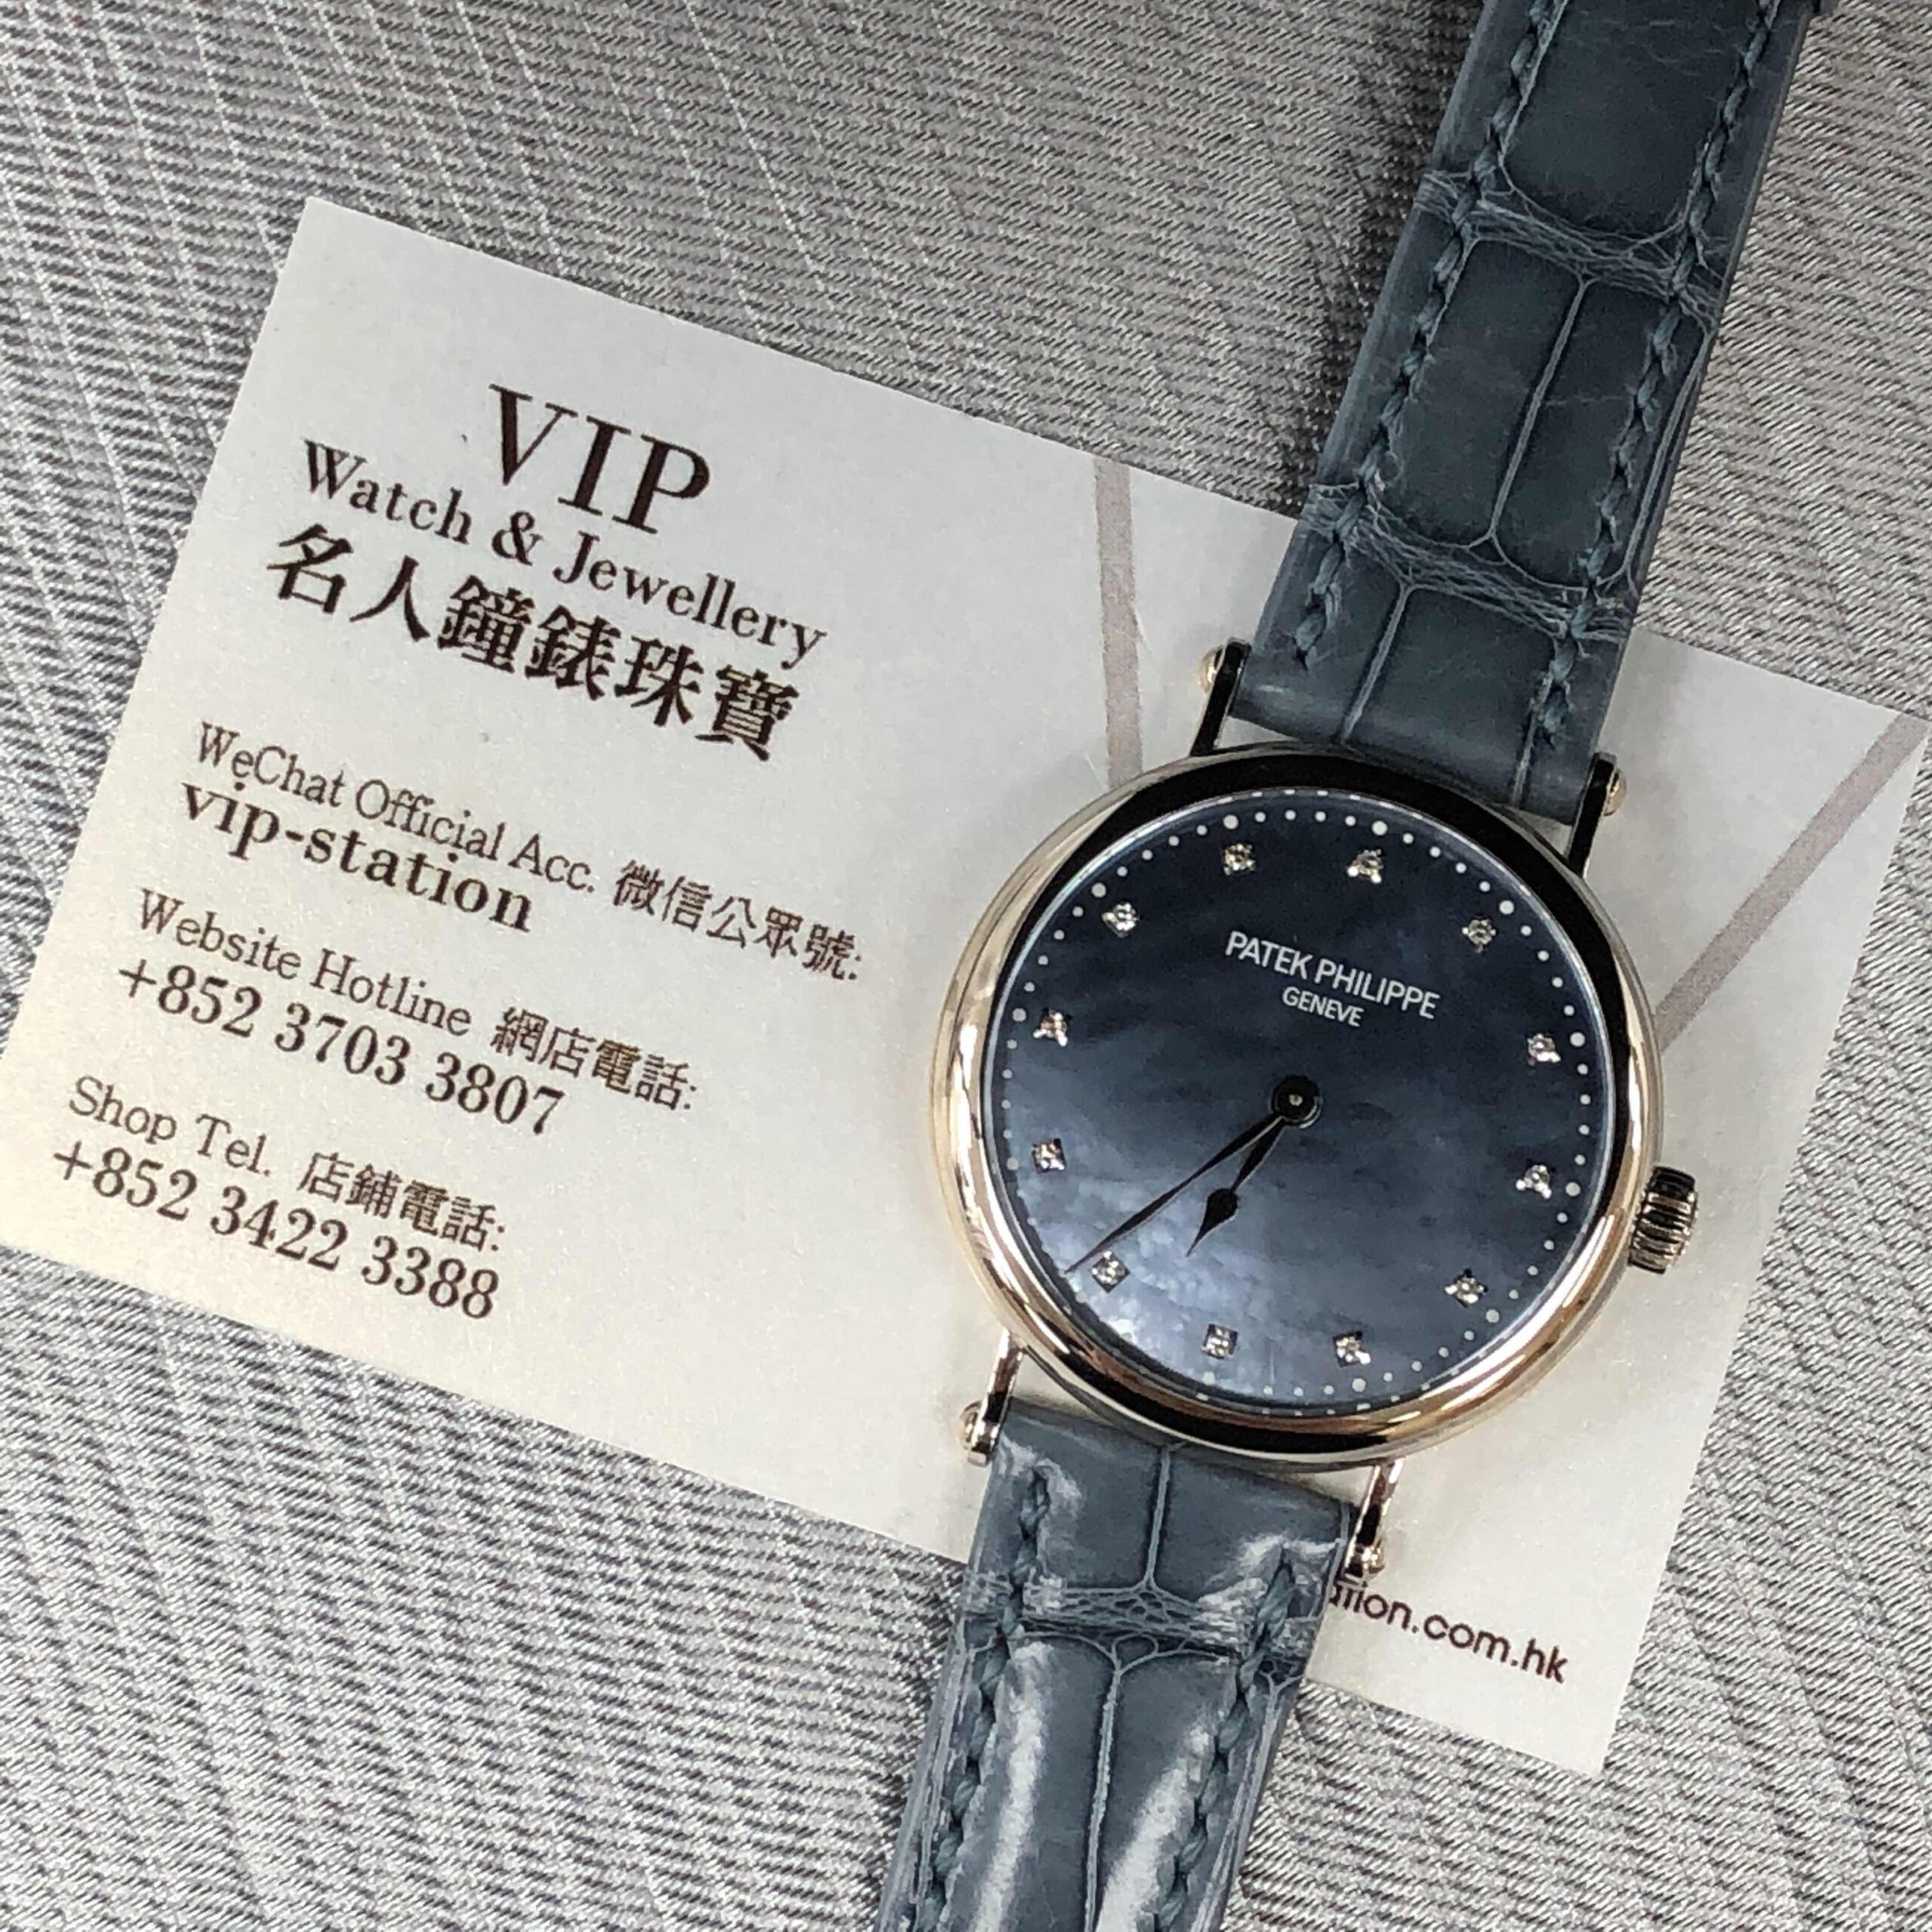 VIP
Watch & Jewellery
名人鐘錶珠寶
WeChat Official Acc. 微信公眾號:
vip-station
Website Hotline 網店電話:
+852 3703 3807
Shop Tel. 店鋪電話:
+852 3422 3388
PATEK PHILIPPE
GENEVE
ation.com.hk